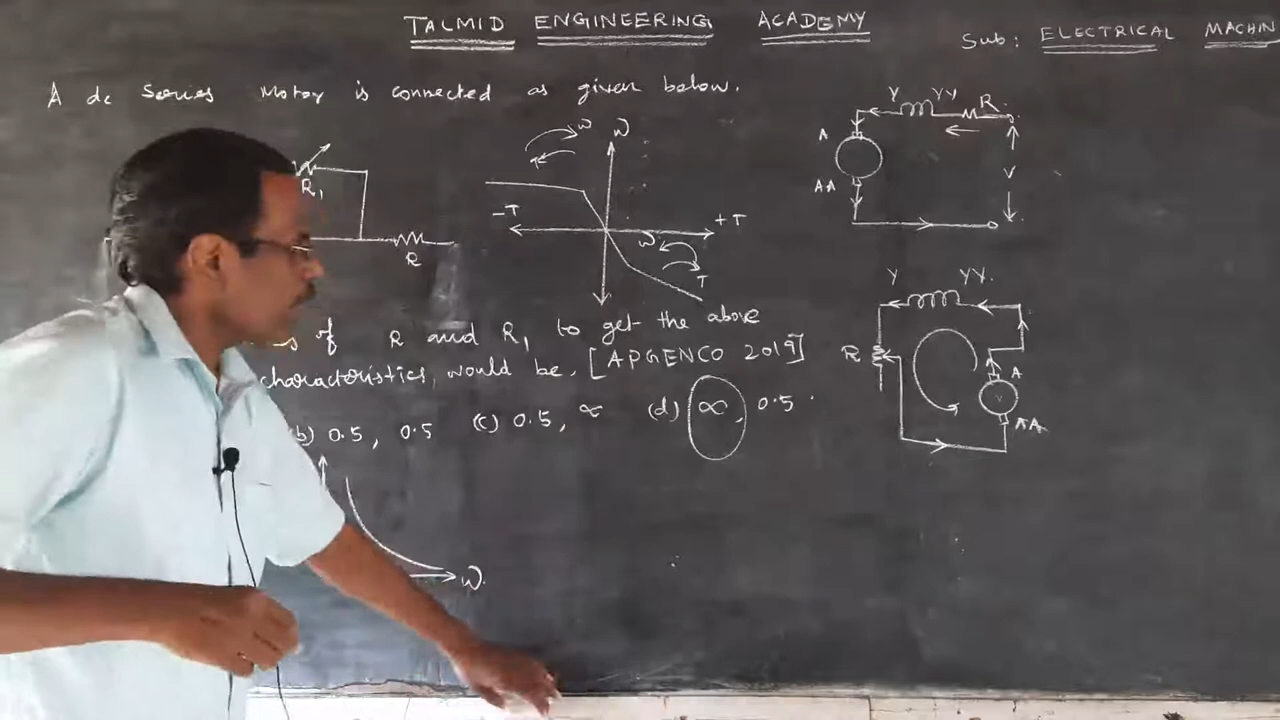 TALMID ENGINEERING ACADEMY
Sub: ELECTRICAL MACHIN
A dc Series Motor is connected as given below.
R1
R
ω
ω
-T
+T
ω
T
Y YY R
A
AA
V
of R and R1 to get the above
characteristics, would be, [APGENCO 2019]
b) 0.5, 0.5 (c) 0.5, ∝ (d) ∞, 0.5
ω
Y YY
R
A
AA